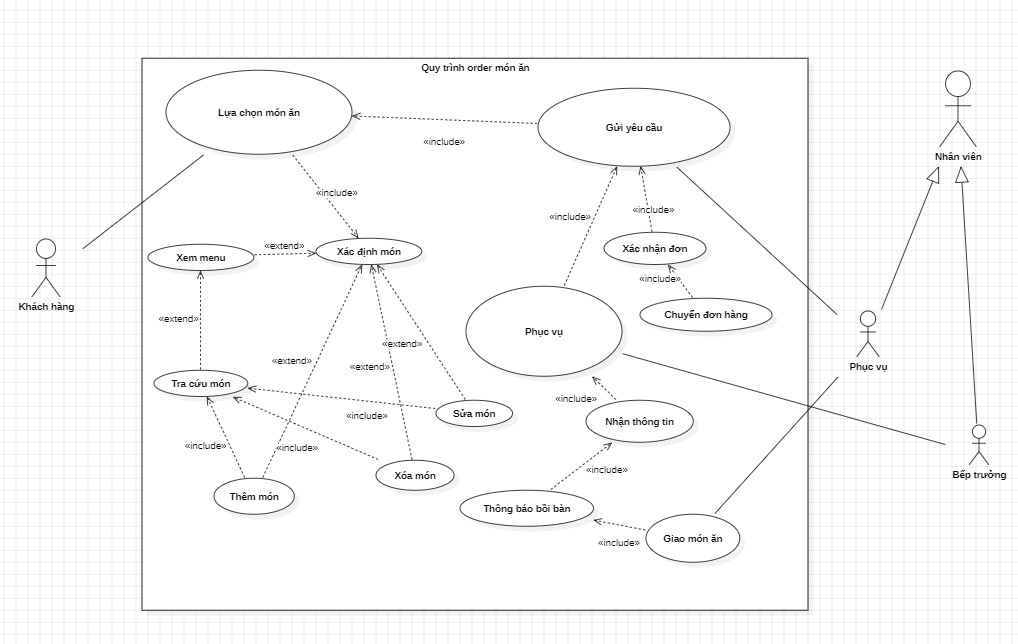 Quy trình order món ăn
Lựa chọn món ăn
Gửi yêu cầu
«include»
Nhân viên
«include»
«include»
«include»
Xác định món
Xác nhận đơn
Xem menu
«extend»
«include»
Khách hàng
Chuyển đơn hàng
«extend»
Phục vụ
«extend»
«extend»
«extend»
Phục vụ
Tra cứu món
«include»
Sửa món
«include»
Nhận thông tin
«include»
«include»
«include»
Xóa món
Bếp trưởng
Thêm món
Thông báo bồi bàn
«include»
Giao món ăn